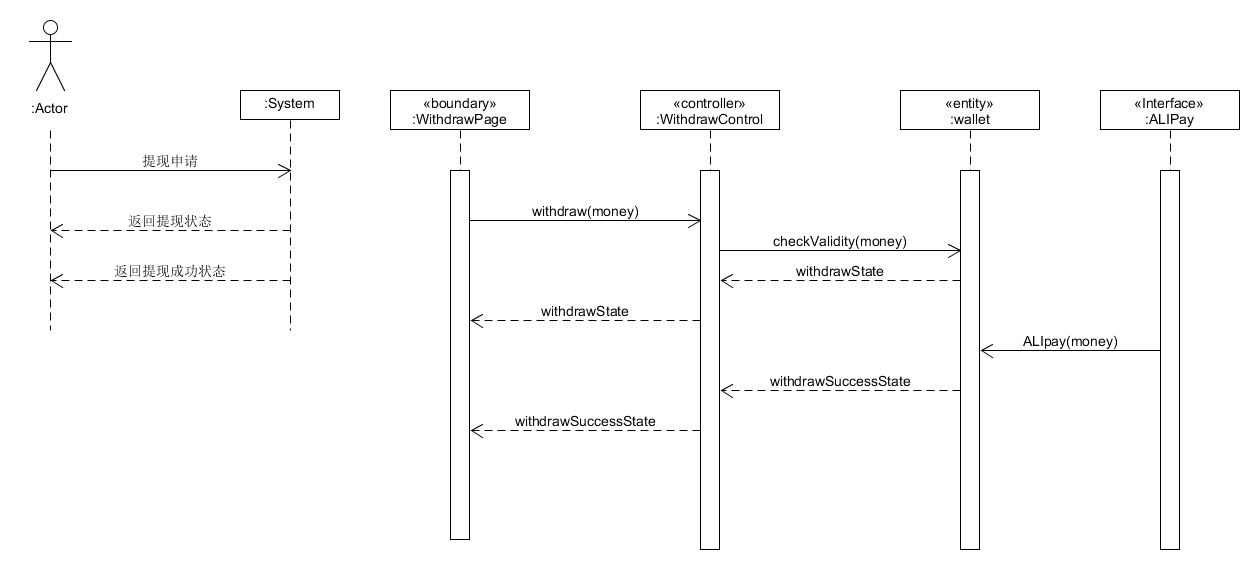 :Actor
:System
«boundary»
:WithdrawPage
«controller»
:WithdrawControl
«entity»
:wallet
«Interface»
:ALIPay
提现申请
返回提现状态
返回提现成功状态
withdraw(money)
checkValidity(money)
withdrawState
withdrawState
ALIpay(money)
withdrawSuccessState
withdrawSuccessState